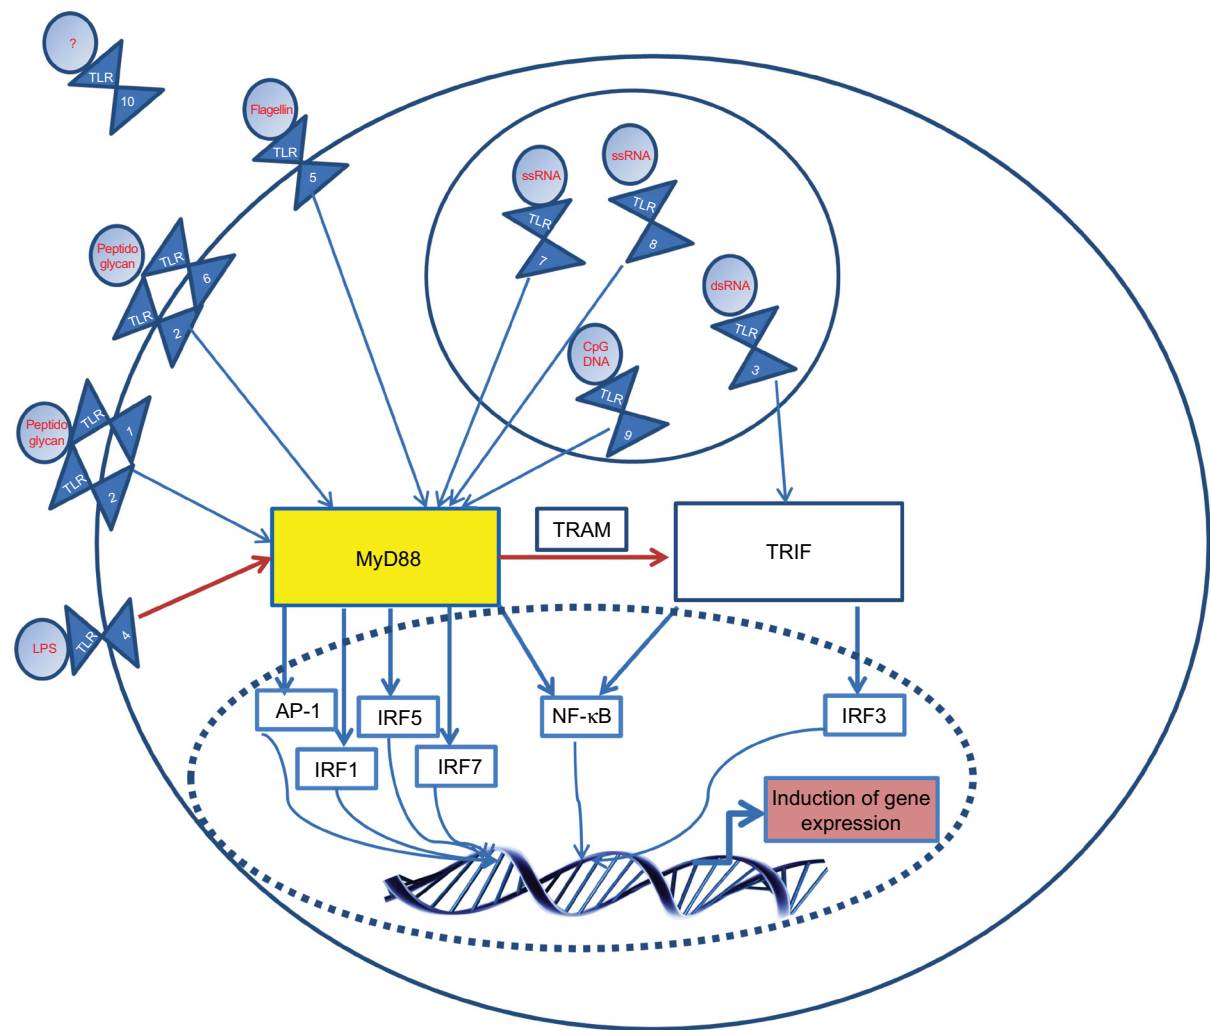 ?
TLR
10
Flagellin
TLR
5
ssRNA
TLR
7
ssRNA
TLR
8
Peptido
glycan
TLR
6
TLR
2
dsRNA
TLR
3
CpG
DNA
TLR
9
Peptido
glycan
TLR
1
TLR
2
LPS
TLR
4
MyD88
TRAM
TRIF
AP-1
IRF1
IRF5
IRF7
NF-κB
IRF3
Induction of gene
expression